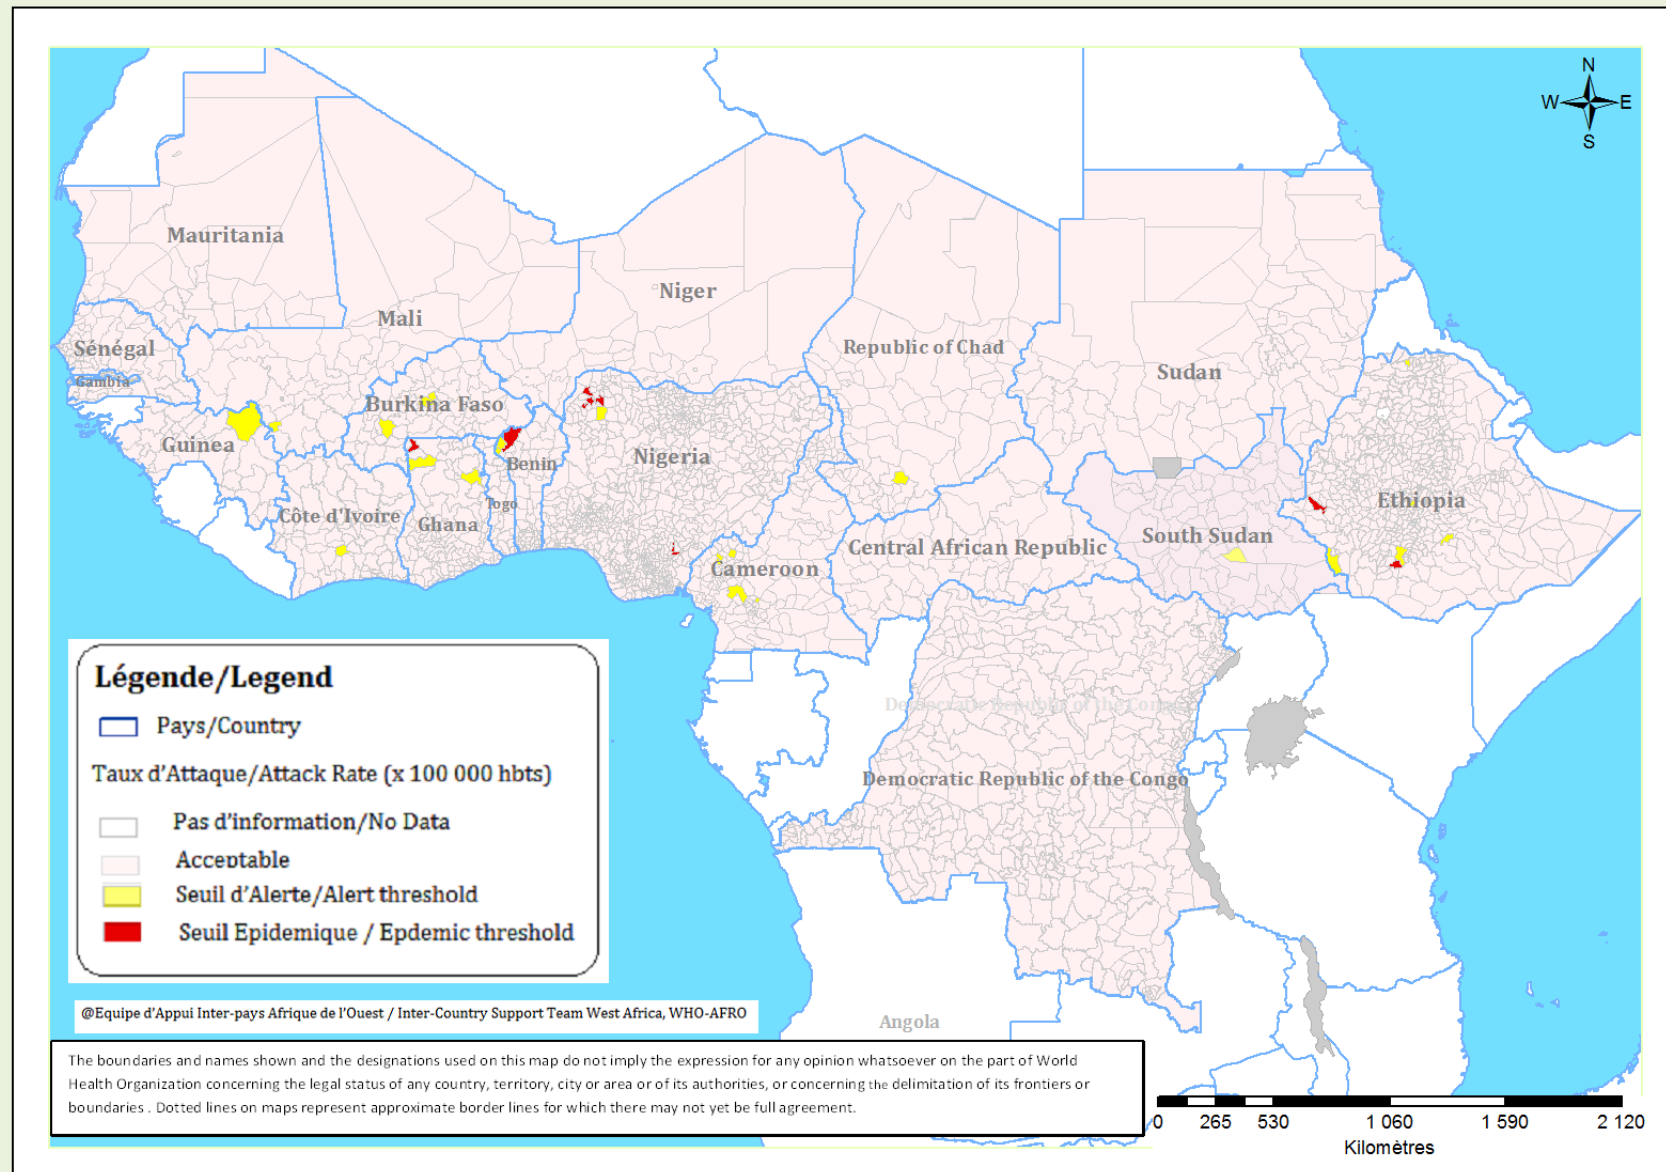 N
W E
S
Mauritania
Niger
Mali
Sénégal
Republic of Chad
Gambia
Sudan
Burkina Faso
Guinea
Nigeria
Benin
Ethiopia
Togo
Côte d'Ivoire
Ghana
South Sudan
Central African Republic
Cameroon
Democratic Republic of the Congo
Democratic Republic of the Congo
Angola
Légende/Legend
Pays/Country
Taux d'Attaque/Attack Rate (x 100 000 hbts)
Pas d'information/No Data
Acceptable
Seuil d'Alerte/Alert threshold
Seuil Epidemique / Epdemic threshold
@Equipe d'Appui Inter-pays Afrique de l'Ouest / Inter-Country Support Team West Africa, WHO-AFRO
The boundaries and names shown and the designations used on this map do not imply the expression for any opinion whatsoever on the part of World
Health Organization concerning the legal status of any country, territory, city or area or of its authorities, or concerning the delimitation of its frontiers or
boundaries . Dotted lines on maps represent approximate border lines for which there may not yet be full agreement.
0 265 530 1 060 1 590 2 120
Kilomètres